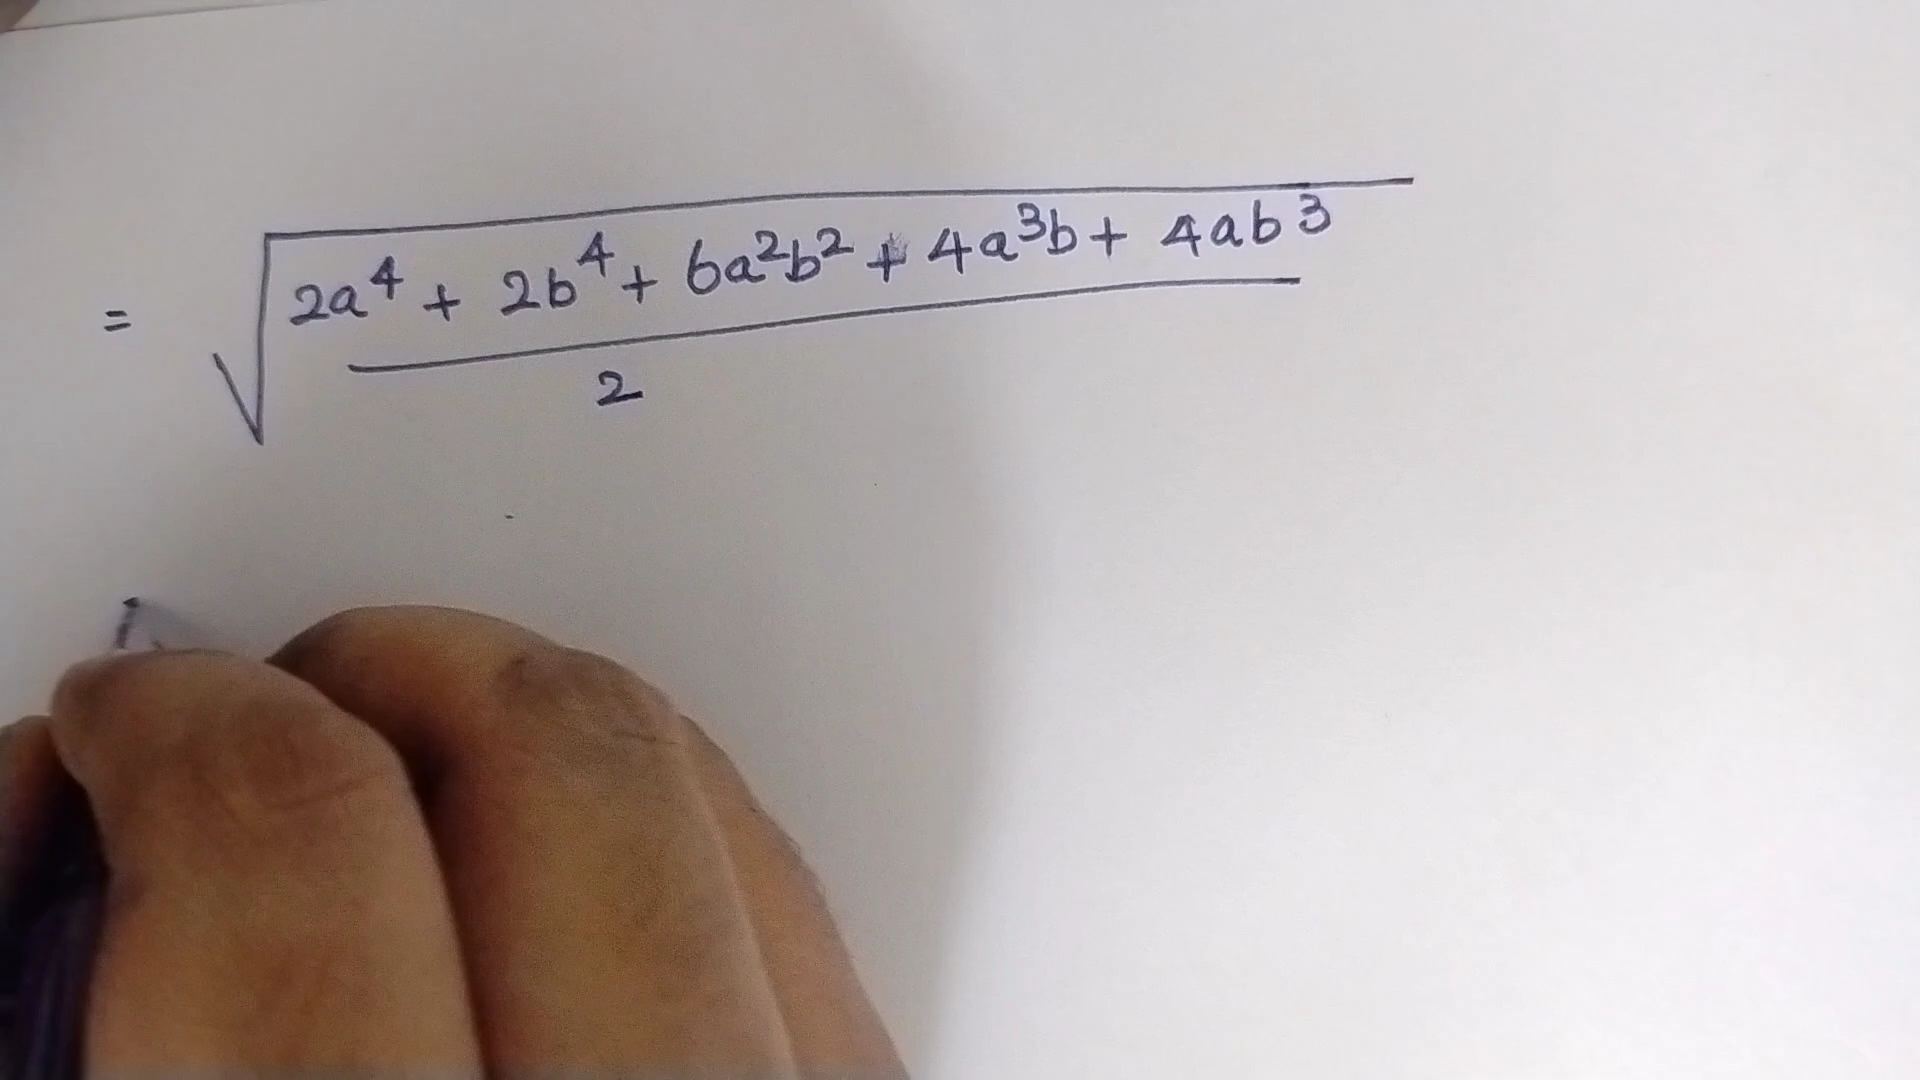 = √(2a⁴ + 2b⁴ + 6a²b² + 4a³b + 4ab³
2